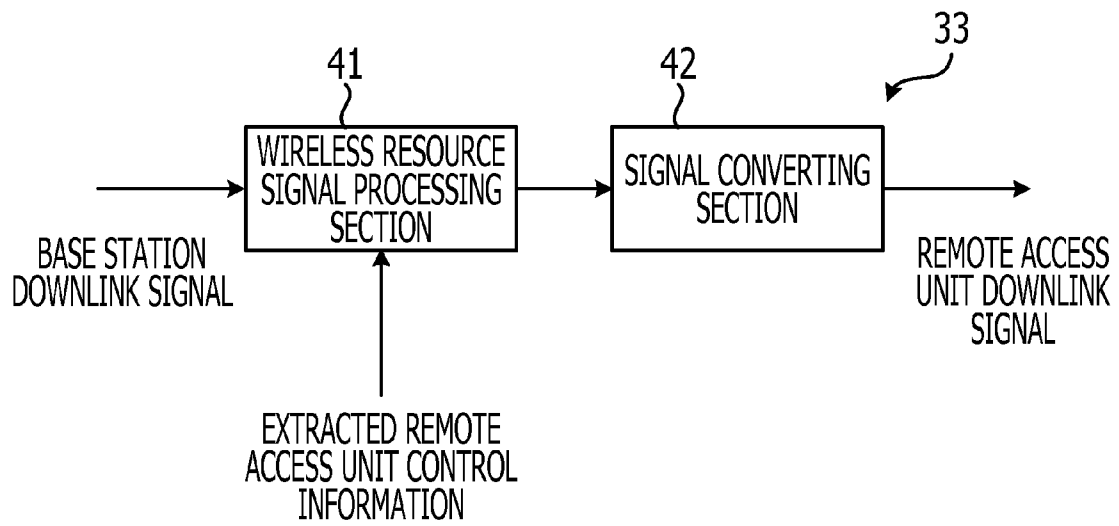 33
41
42
WIRELESS RESOURCE
SIGNAL PROCESSING
SECTION
SIGNAL CONVERTING
SECTION
BASE STATION
DOWNLINK SIGNAL
REMOTE ACCESS
UNIT DOWNLINK
SIGNAL
EXTRACTED REMOTE
ACCESS UNIT CONTROL
INFORMATION